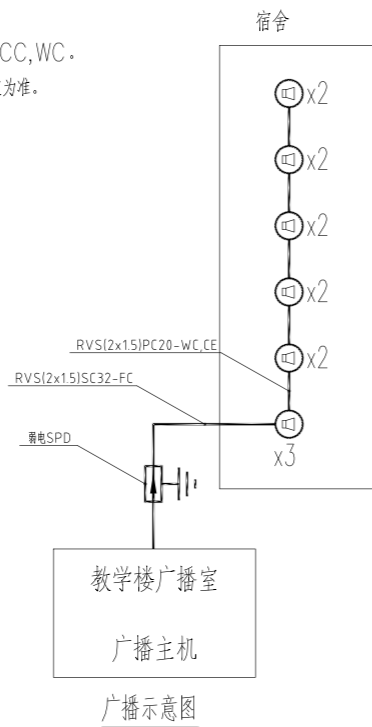 宿舍
CC,WC。
为准。
x2
x2
x2
x2
RVS(2x1.5)PC20-WC,CE
x2
RVS(2x1.5)SC32-FC
x3
弱电SPD
教学楼广播室
广播主机
广播示意图